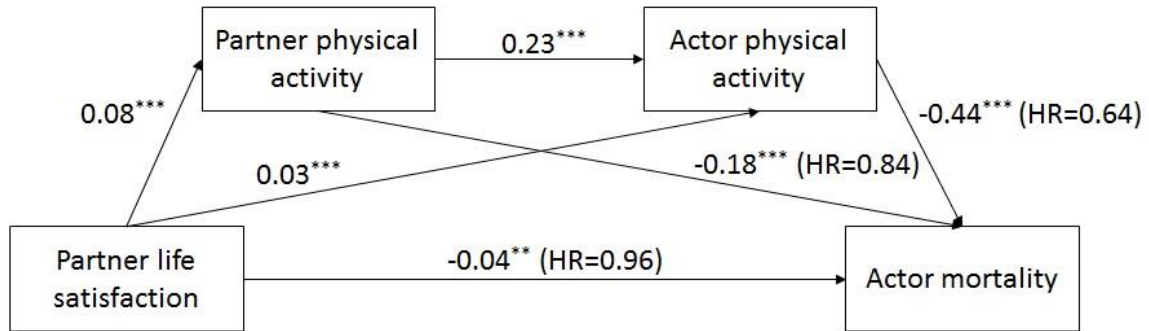 Partner physical
activity
0.23***
Actor physical
activity
0.08***
-0.44*** (HR=0.64)
0.03***
-0.18*** (HR=0.84)
Partner life
satisfaction
-0.04** (HR=0.96)
Actor mortality